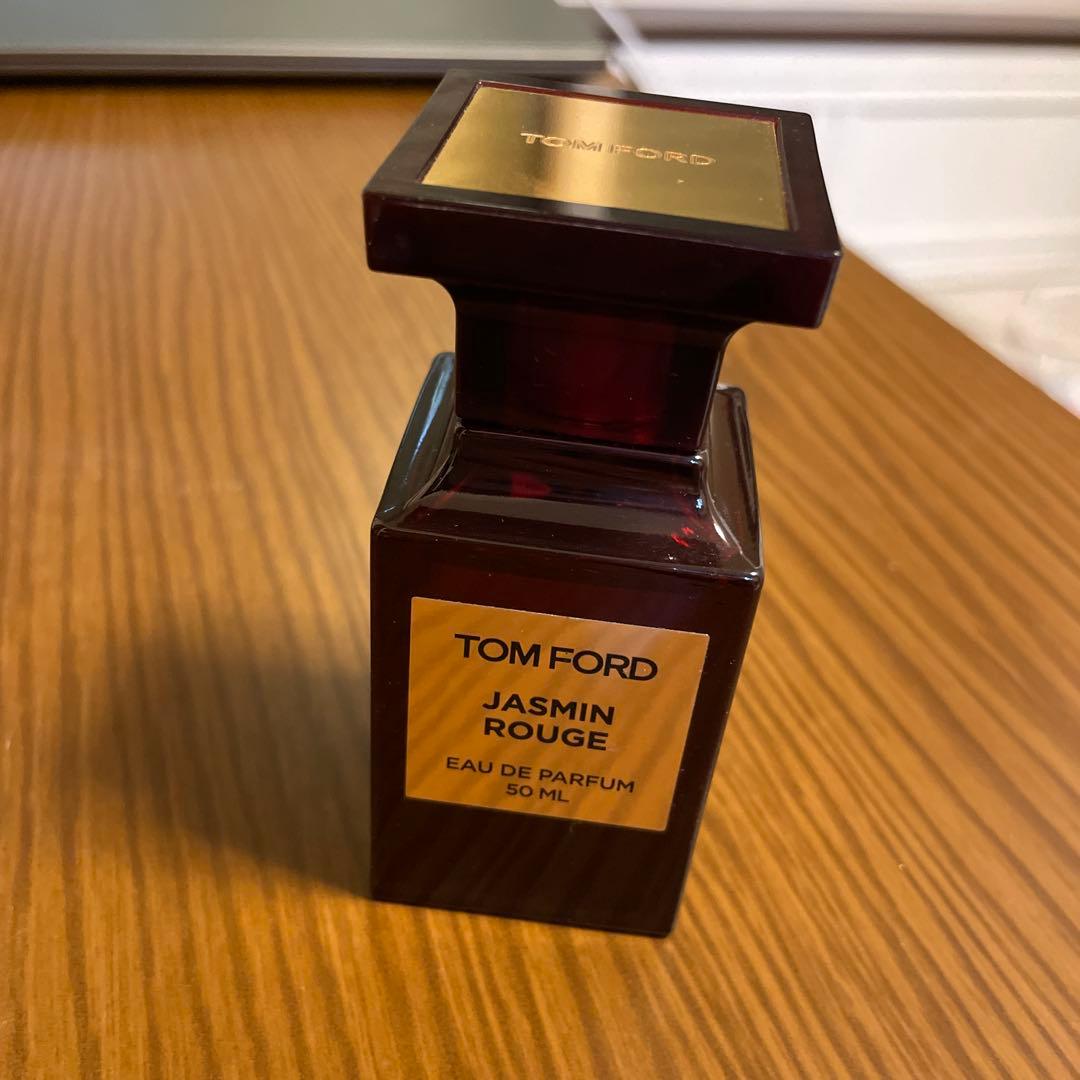 TOM FORD
TOM FORD
JASMIN
ROUGE
EAU DE PARFUM
50 ML